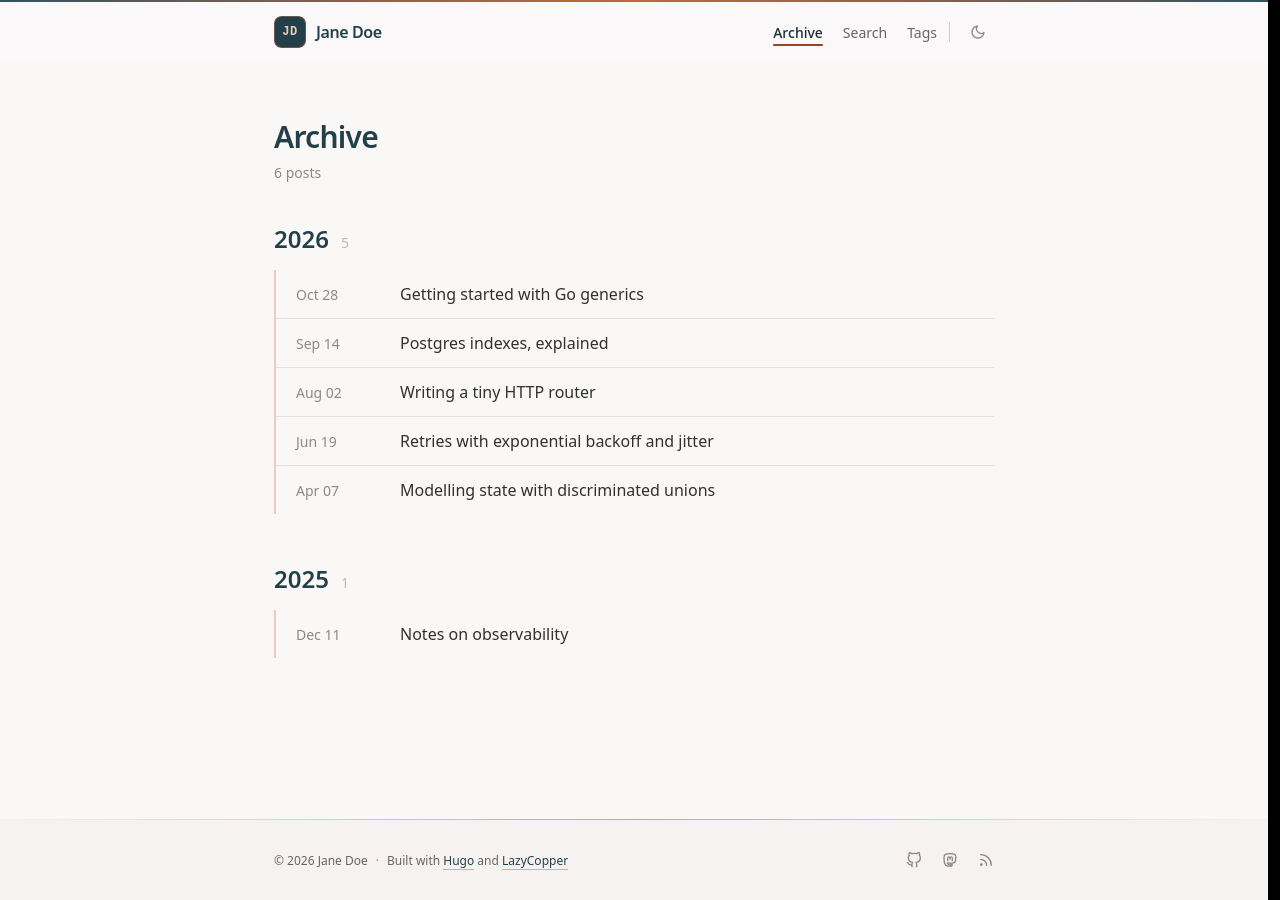 JD
Jane Doe
Archive
Search
Tags
Archive
6 posts
2026 5
Oct 28 Getting started with Go generics
Sep 14 Postgres indexes, explained
Aug 02 Writing a tiny HTTP router
Jun 19 Retries with exponential backoff and jitter
Apr 07 Modelling state with discriminated unions
2025 1
Dec 11 Notes on observability
© 2026 Jane Doe · Built with Hugo and LazyCopper